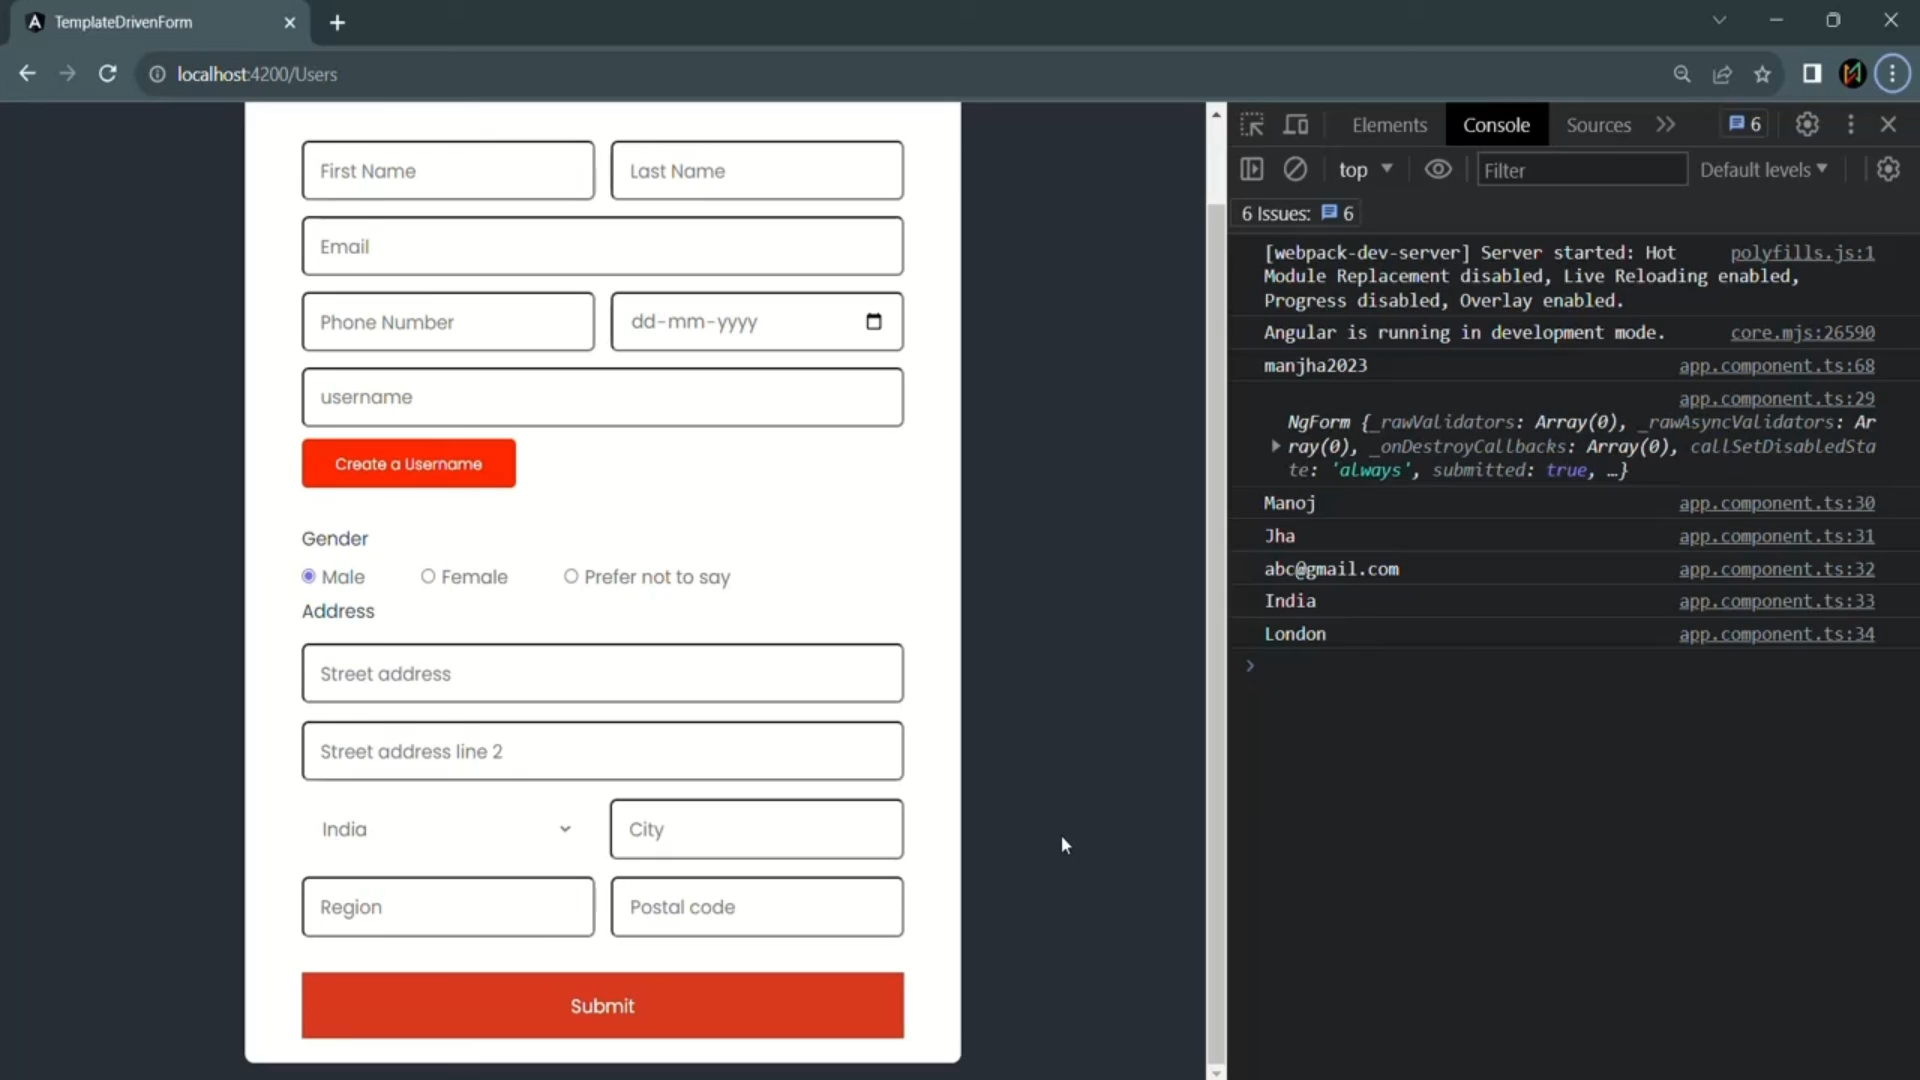 TemplateDrivenForm
localhost:4200/Users
First Name
Last Name
Email
Phone Number
dd-mm-yyyy
username
Create a Username
Gender
Male
Female
Prefer not to say
Address
Street address
Street address line 2
India
City
Region
Postal code
Submit
Elements
Console
Sources
6
top
Filter
Default levels
6 Issues: 6
[webpack-dev-server] Server started: Hot polyfills.js:1
Module Replacement disabled, Live Reloading enabled,
Progress disabled, Overlay enabled.
Angular is running in development mode. core.mjs:26590
manjha2023 app.component.ts:68
app.component.ts:29
NgForm {_rawValidators: Array(0), _rawAsyncValidators: Ar
ray(0), _onDestroyCallbacks: Array(0), callSetDisabledSta
te: 'always', submitted: true, …}
Manoj app.component.ts:30
Jha app.component.ts:31
abc@gmail.com app.component.ts:32
India app.component.ts:33
London app.component.ts:34